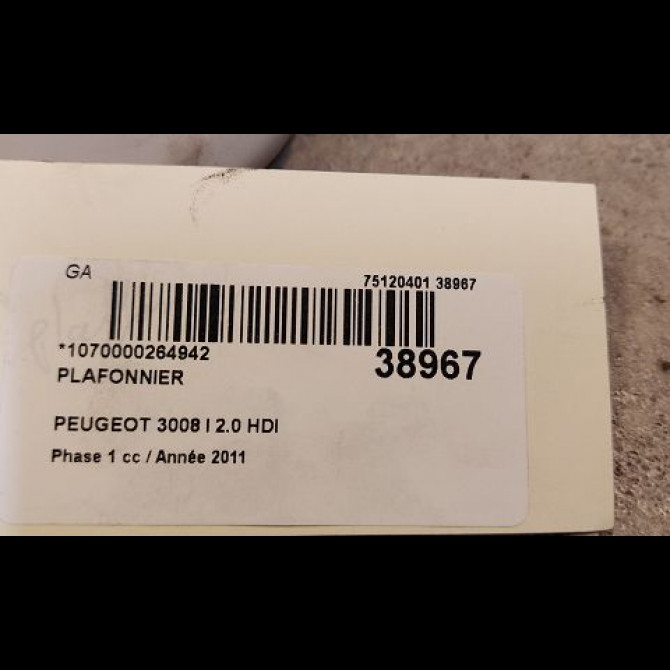 GA
75120401 38967
*1070000264942
38967
PLAFONNIER
PEUGEOT 3008 I 2.0 HDI
Phase 1 cc / Année 2011